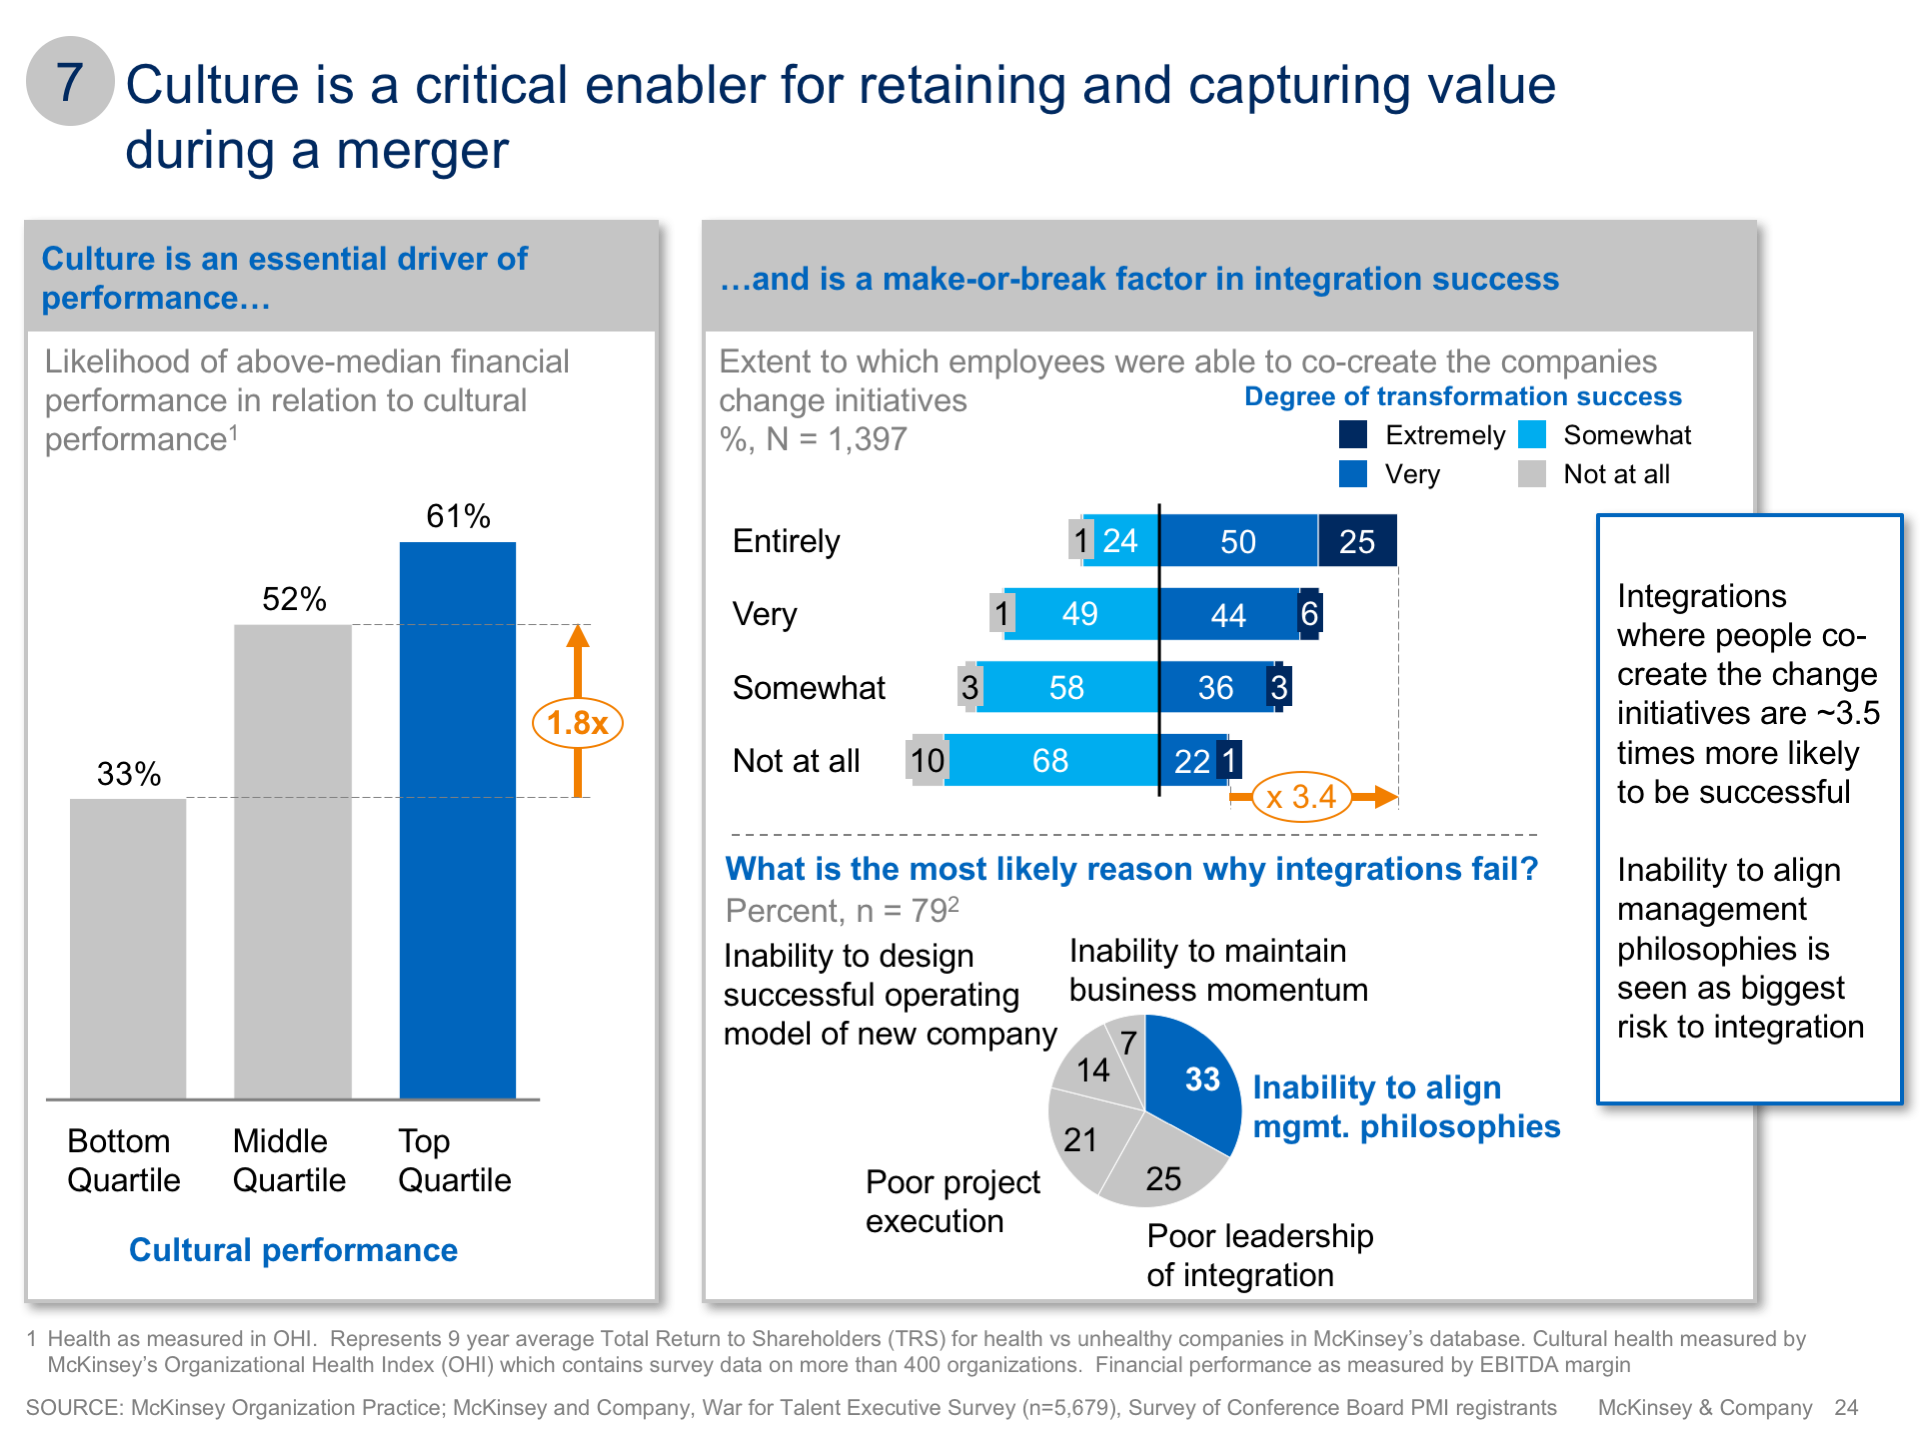 7
Culture is a critical enabler for retaining and capturing value
during a merger
Culture is an essential driver of
performance…
Likelihood of above-median financial
performance in relation to cultural
performance1
61%
52%
33%
1.8x
Bottom
Quartile
Middle
Quartile
Top
Quartile
Cultural performance
…and is a make-or-break factor in integration success
Extent to which employees were able to co-create the companies
change initiatives
%, N = 1,397
Degree of transformation success
Extremely
Somewhat
Very
Not at all
Entirely 1 24 50 25
Very 1 49 44 6
Somewhat 3 58 36 3
Not at all 10 68 22 1
x 3.4
What is the most likely reason why integrations fail?
Percent, n = 792
Inability to design
successful operating
model of new company
Inability to maintain
business momentum
7
14
33
21
25
Inability to align
mgmt. philosophies
Poor project
execution
Poor leadership
of integration
Integrations
where people co-
create the change
initiatives are ~3.5
times more likely
to be successful
Inability to align
management
philosophies is
seen as biggest
risk to integration
1 Health as measured in OHI. Represents 9 year average Total Return to Shareholders (TRS) for health vs unhealthy companies in McKinsey's database. Cultural health measured by
McKinsey's Organizational Health Index (OHI) which contains survey data on more than 400 organizations. Financial performance as measured by EBITDA margin
SOURCE: McKinsey Organization Practice; McKinsey and Company, War for Talent Executive Survey (n=5,679), Survey of Conference Board PMI registrants
McKinsey & Company 24